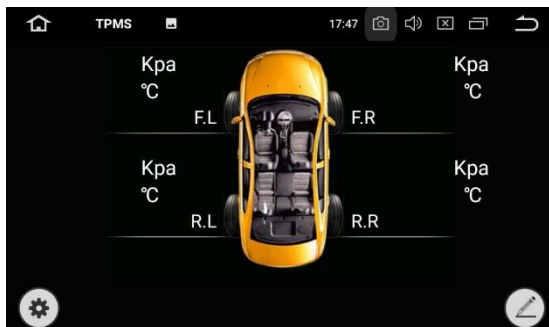 TPMS 17:47
Kpa Kpa
℃ ℃
F.L F.R
Kpa Kpa
℃ ℃
R.L R.R